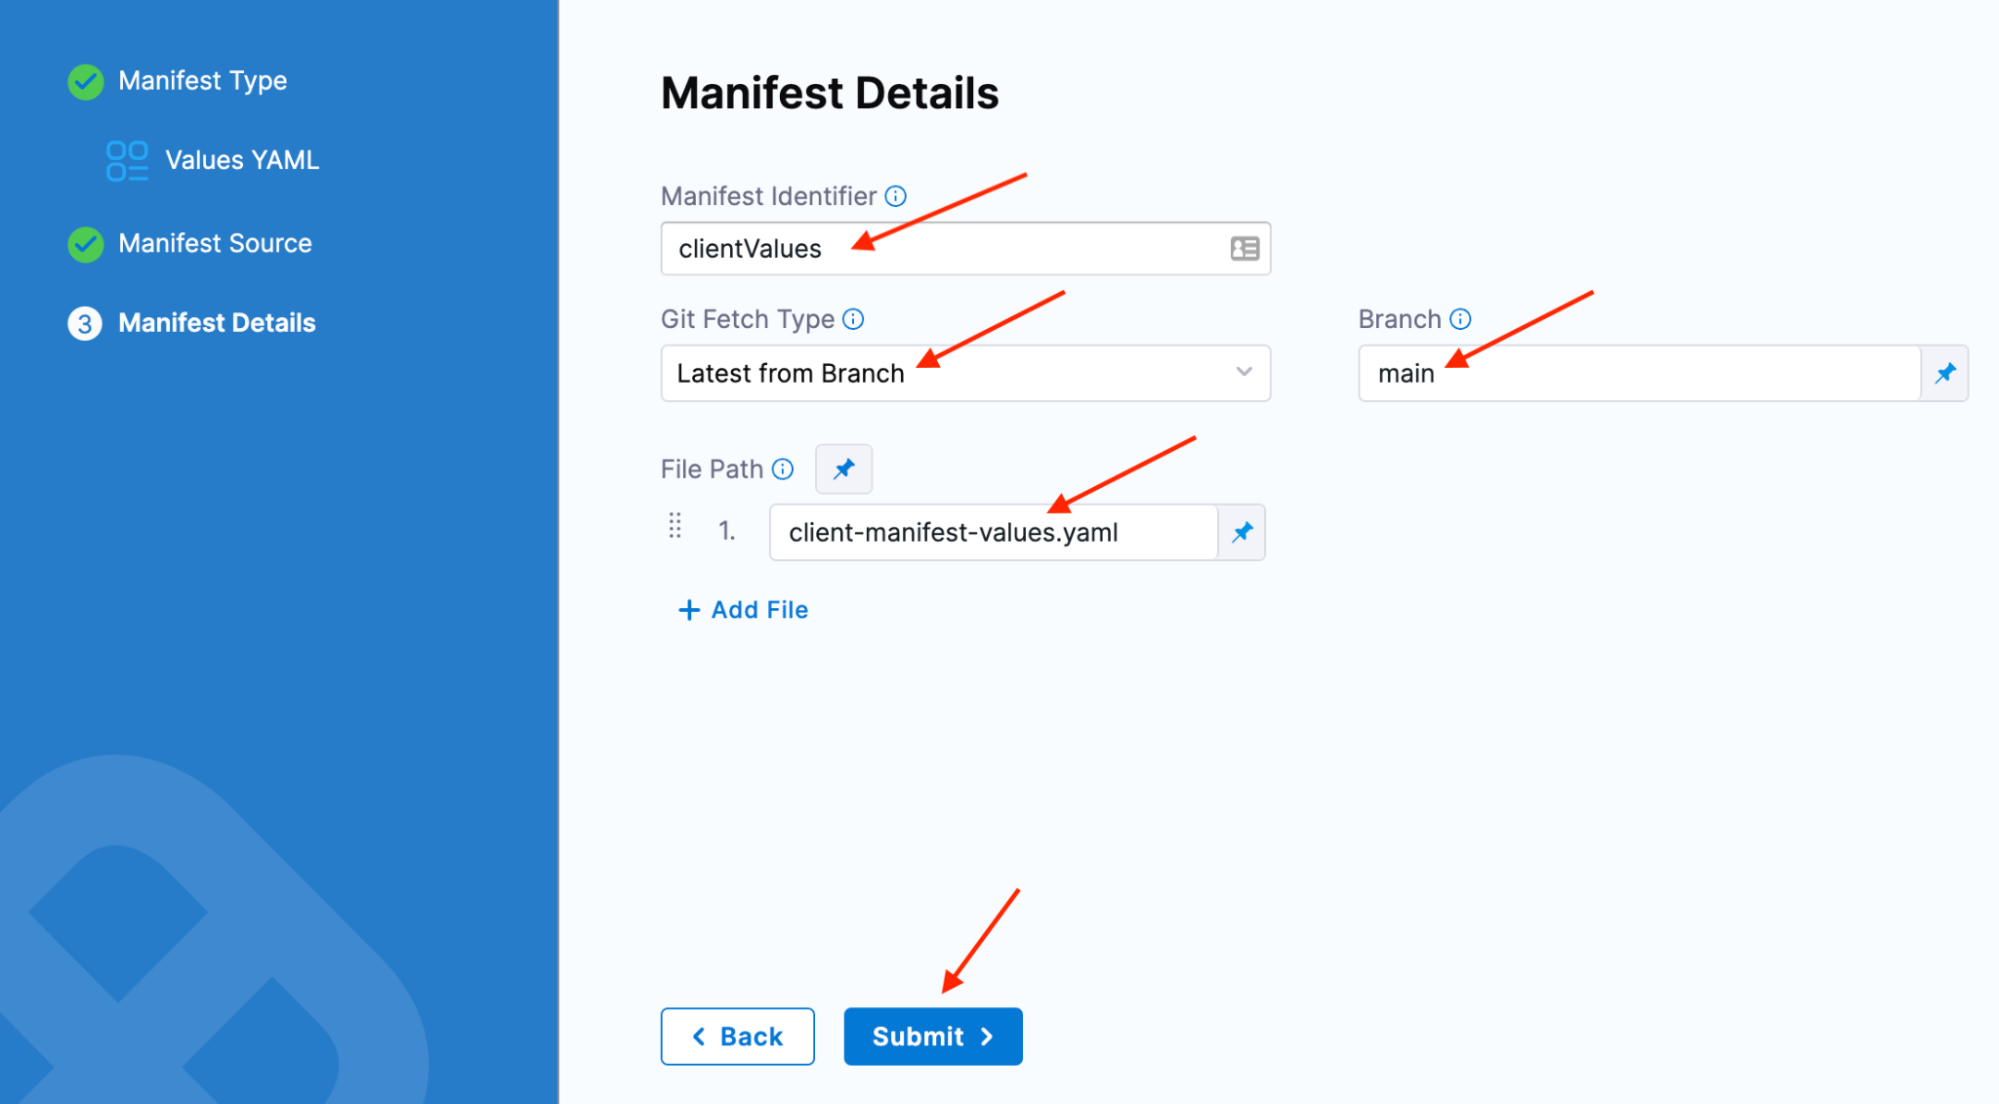 Manifest Type
Values YAML
Manifest Source
3 Manifest Details
Manifest Details
Manifest Identifier
clientValues
Git Fetch Type
Branch
Latest from Branch
main
File Path
1. client-manifest-values.yaml
+ Add File
Back
Submit